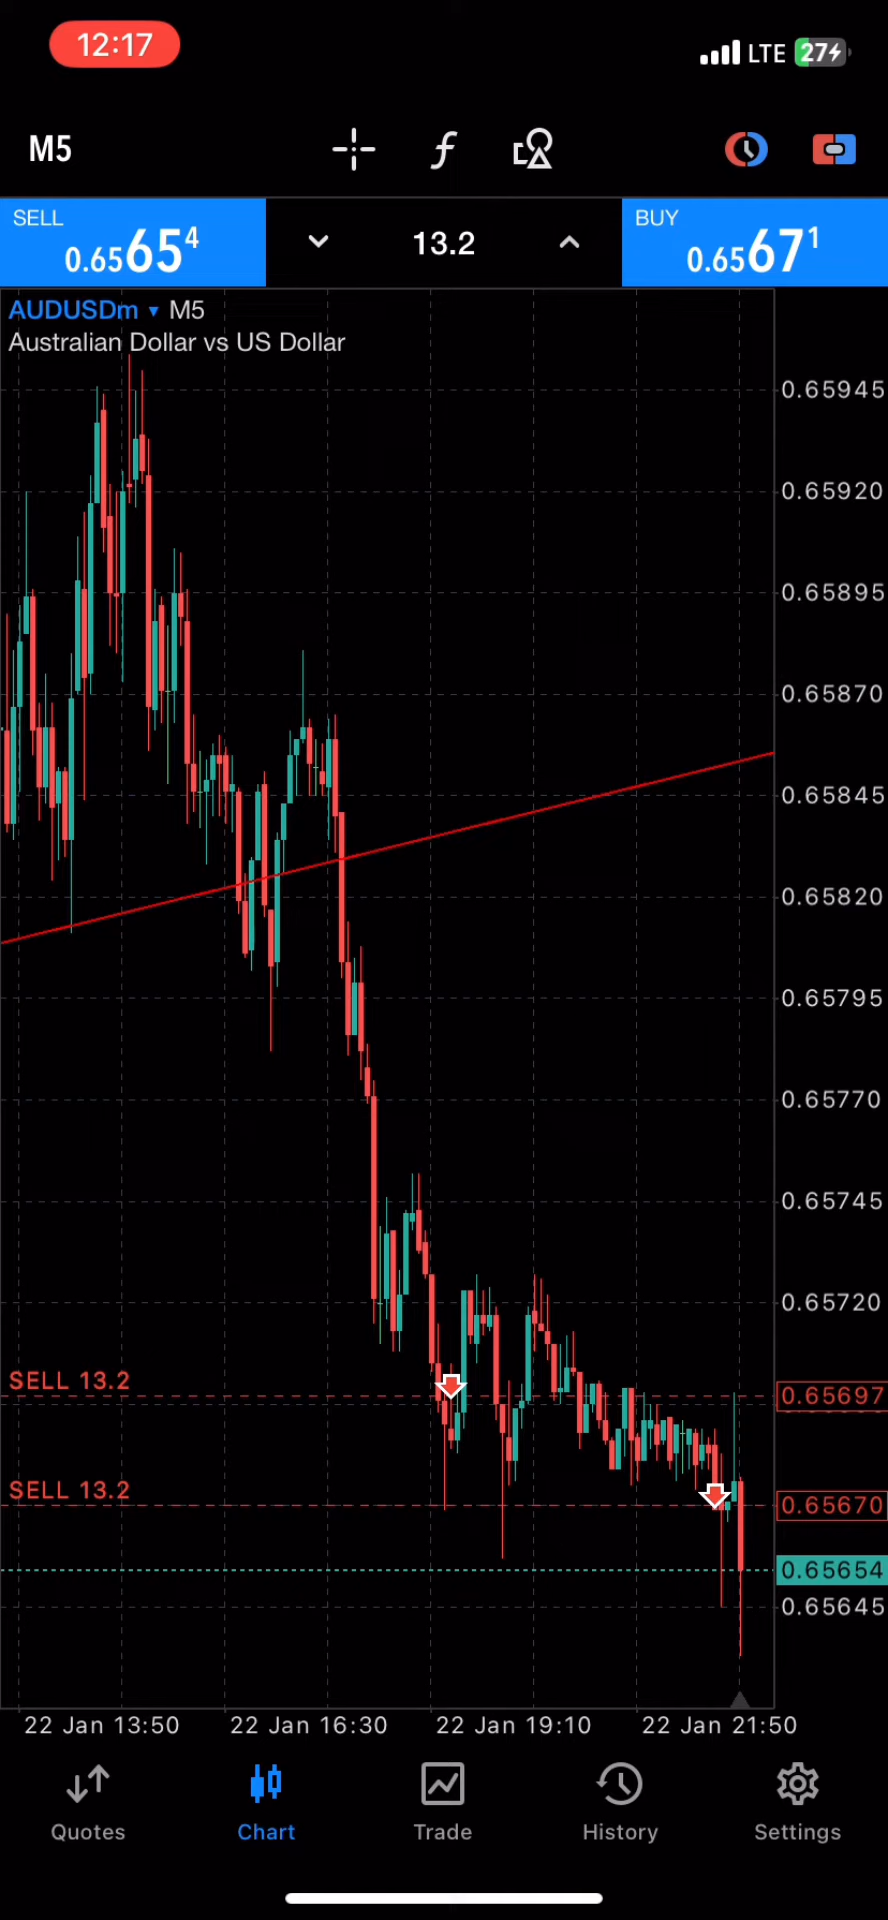 12:17
LTE 27
M5
SELL
0.65654
13.2
BUY
0.65671
AUDUSDm ▾ M5
Australian Dollar vs US Dollar
0.65945
0.65920
0.65895
0.65870
0.65845
0.65820
0.65795
0.65770
0.65745
0.65720
SELL 13.2
0.65697
SELL 13.2
0.65670
0.65654
0.65645
22 Jan 13:50
22 Jan 16:30
22 Jan 19:10
22 Jan 21:50
Quotes
Chart
Trade
History
Settings